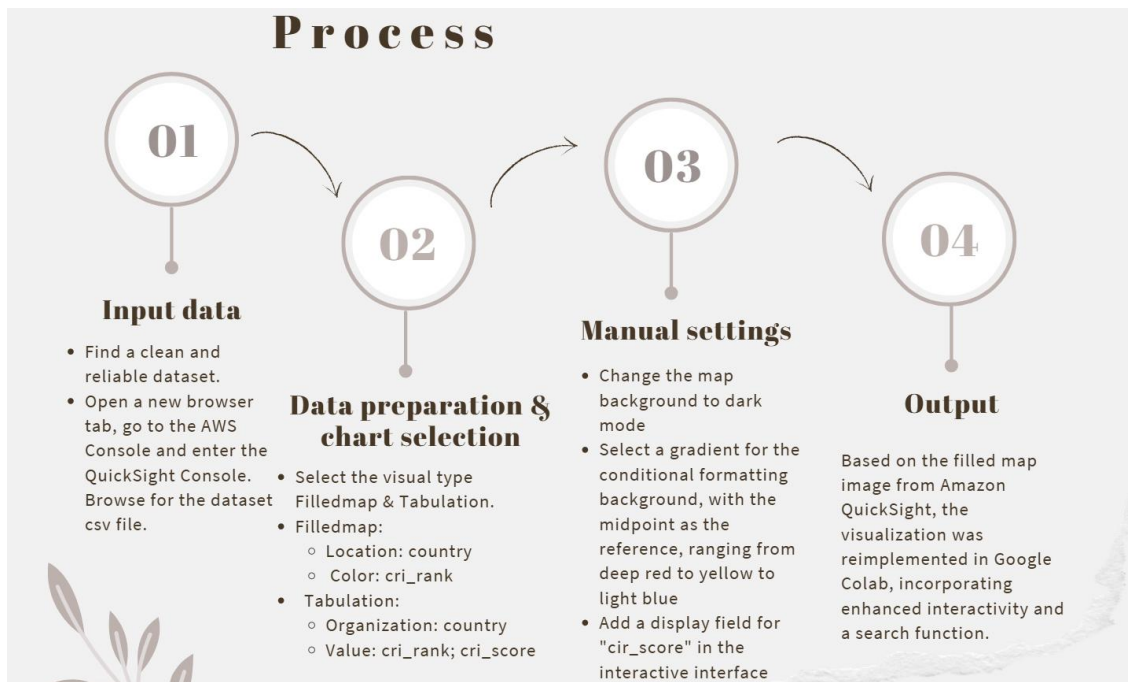 Process
01
Input data
• Find a clean and
reliable dataset.
• Open a new browser
tab, go to the AWS
Console and enter the
QuickSight Console.
Browse for the dataset
csv file.
02
Data preparation &
chart selection
• Select the visual type
Filledmap & Tabulation.
• Filledmap:
◦ Location: country
◦ Color: cri_rank
• Tabulation:
◦ Organization: country
◦ Value: cri_rank; cri_score
03
Manual settings
• Change the map
background to dark
mode
• Select a gradient for the
conditional formatting
background, with the
midpoint as the
reference, ranging from
deep red to yellow to
light blue
• Add a display field for
"cir_score" in the
interactive interface
04
Output
Based on the filled map
image from Amazon
QuickSight, the
visualization was
reimplemented in Google
Colab, incorporating
enhanced interactivity and
a search function.